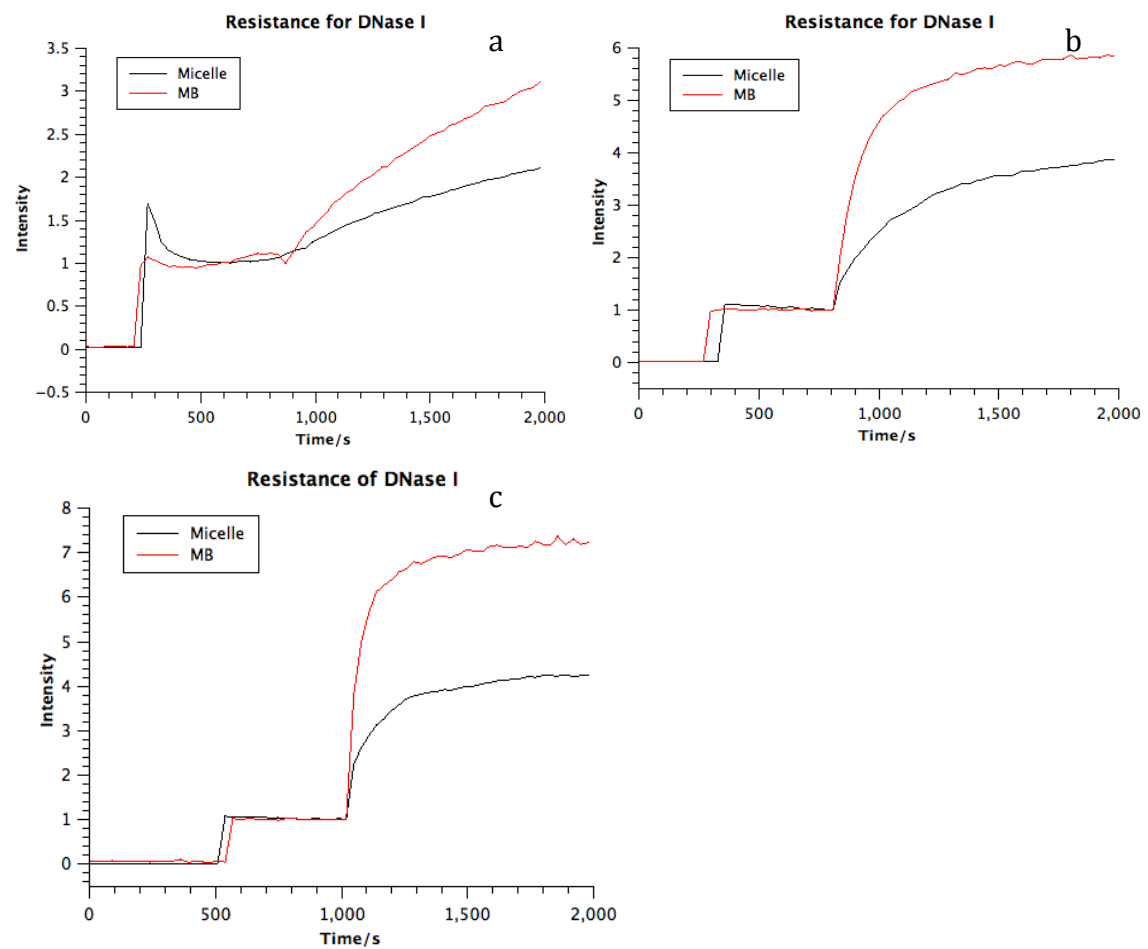 Resistance for DNase I
a
Micelle
MB
3.5
3
2.5
2
1.5
1
0.5
0
−0.5
Intensity
0 500 1,000 1,500 2,000
Time/s
Resistance for DNase I
b
Micelle
MB
6
5
4
3
2
1
0
Intensity
0 500 1,000 1,500 2,000
Time/s
Resistance of DNase I
c
Micelle
MB
8
7
6
5
4
3
2
1
0
Intensity
0 500 1,000 1,500 2,000
Time/s